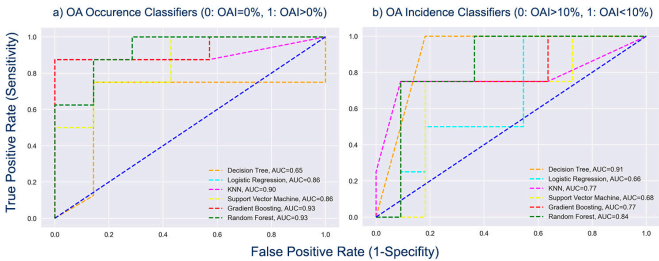 a) OA Occurence Classifiers (0: OAI=0%, 1: OAI>0%)
b) OA Incidence Classifiers (0: OAI>10%, 1: OAI<10%)
True Positive Rate (Sensitivity)
1.0
0.8
0.6
0.4
0.2
0.0
Decision Tree, AUC=0.65
Logistic Regression, AUC=0.86
KNN, AUC=0.90
Support Vector Machine, AUC=0.86
Gradient Boosting, AUC=0.93
Random Forest, AUC=0.93
0.0 0.2 0.4 0.6 0.8 1.0
1.0
0.8
0.6
0.4
0.2
0.0
Decision Tree, AUC=0.91
Logistic Regression, AUC=0.66
KNN, AUC=0.77
Support Vector Machine, AUC=0.68
Gradient Boosting, AUC=0.77
Random Forest, AUC=0.84
0.0 0.2 0.4 0.6 0.8 1.0
False Positive Rate (1-Specifity)